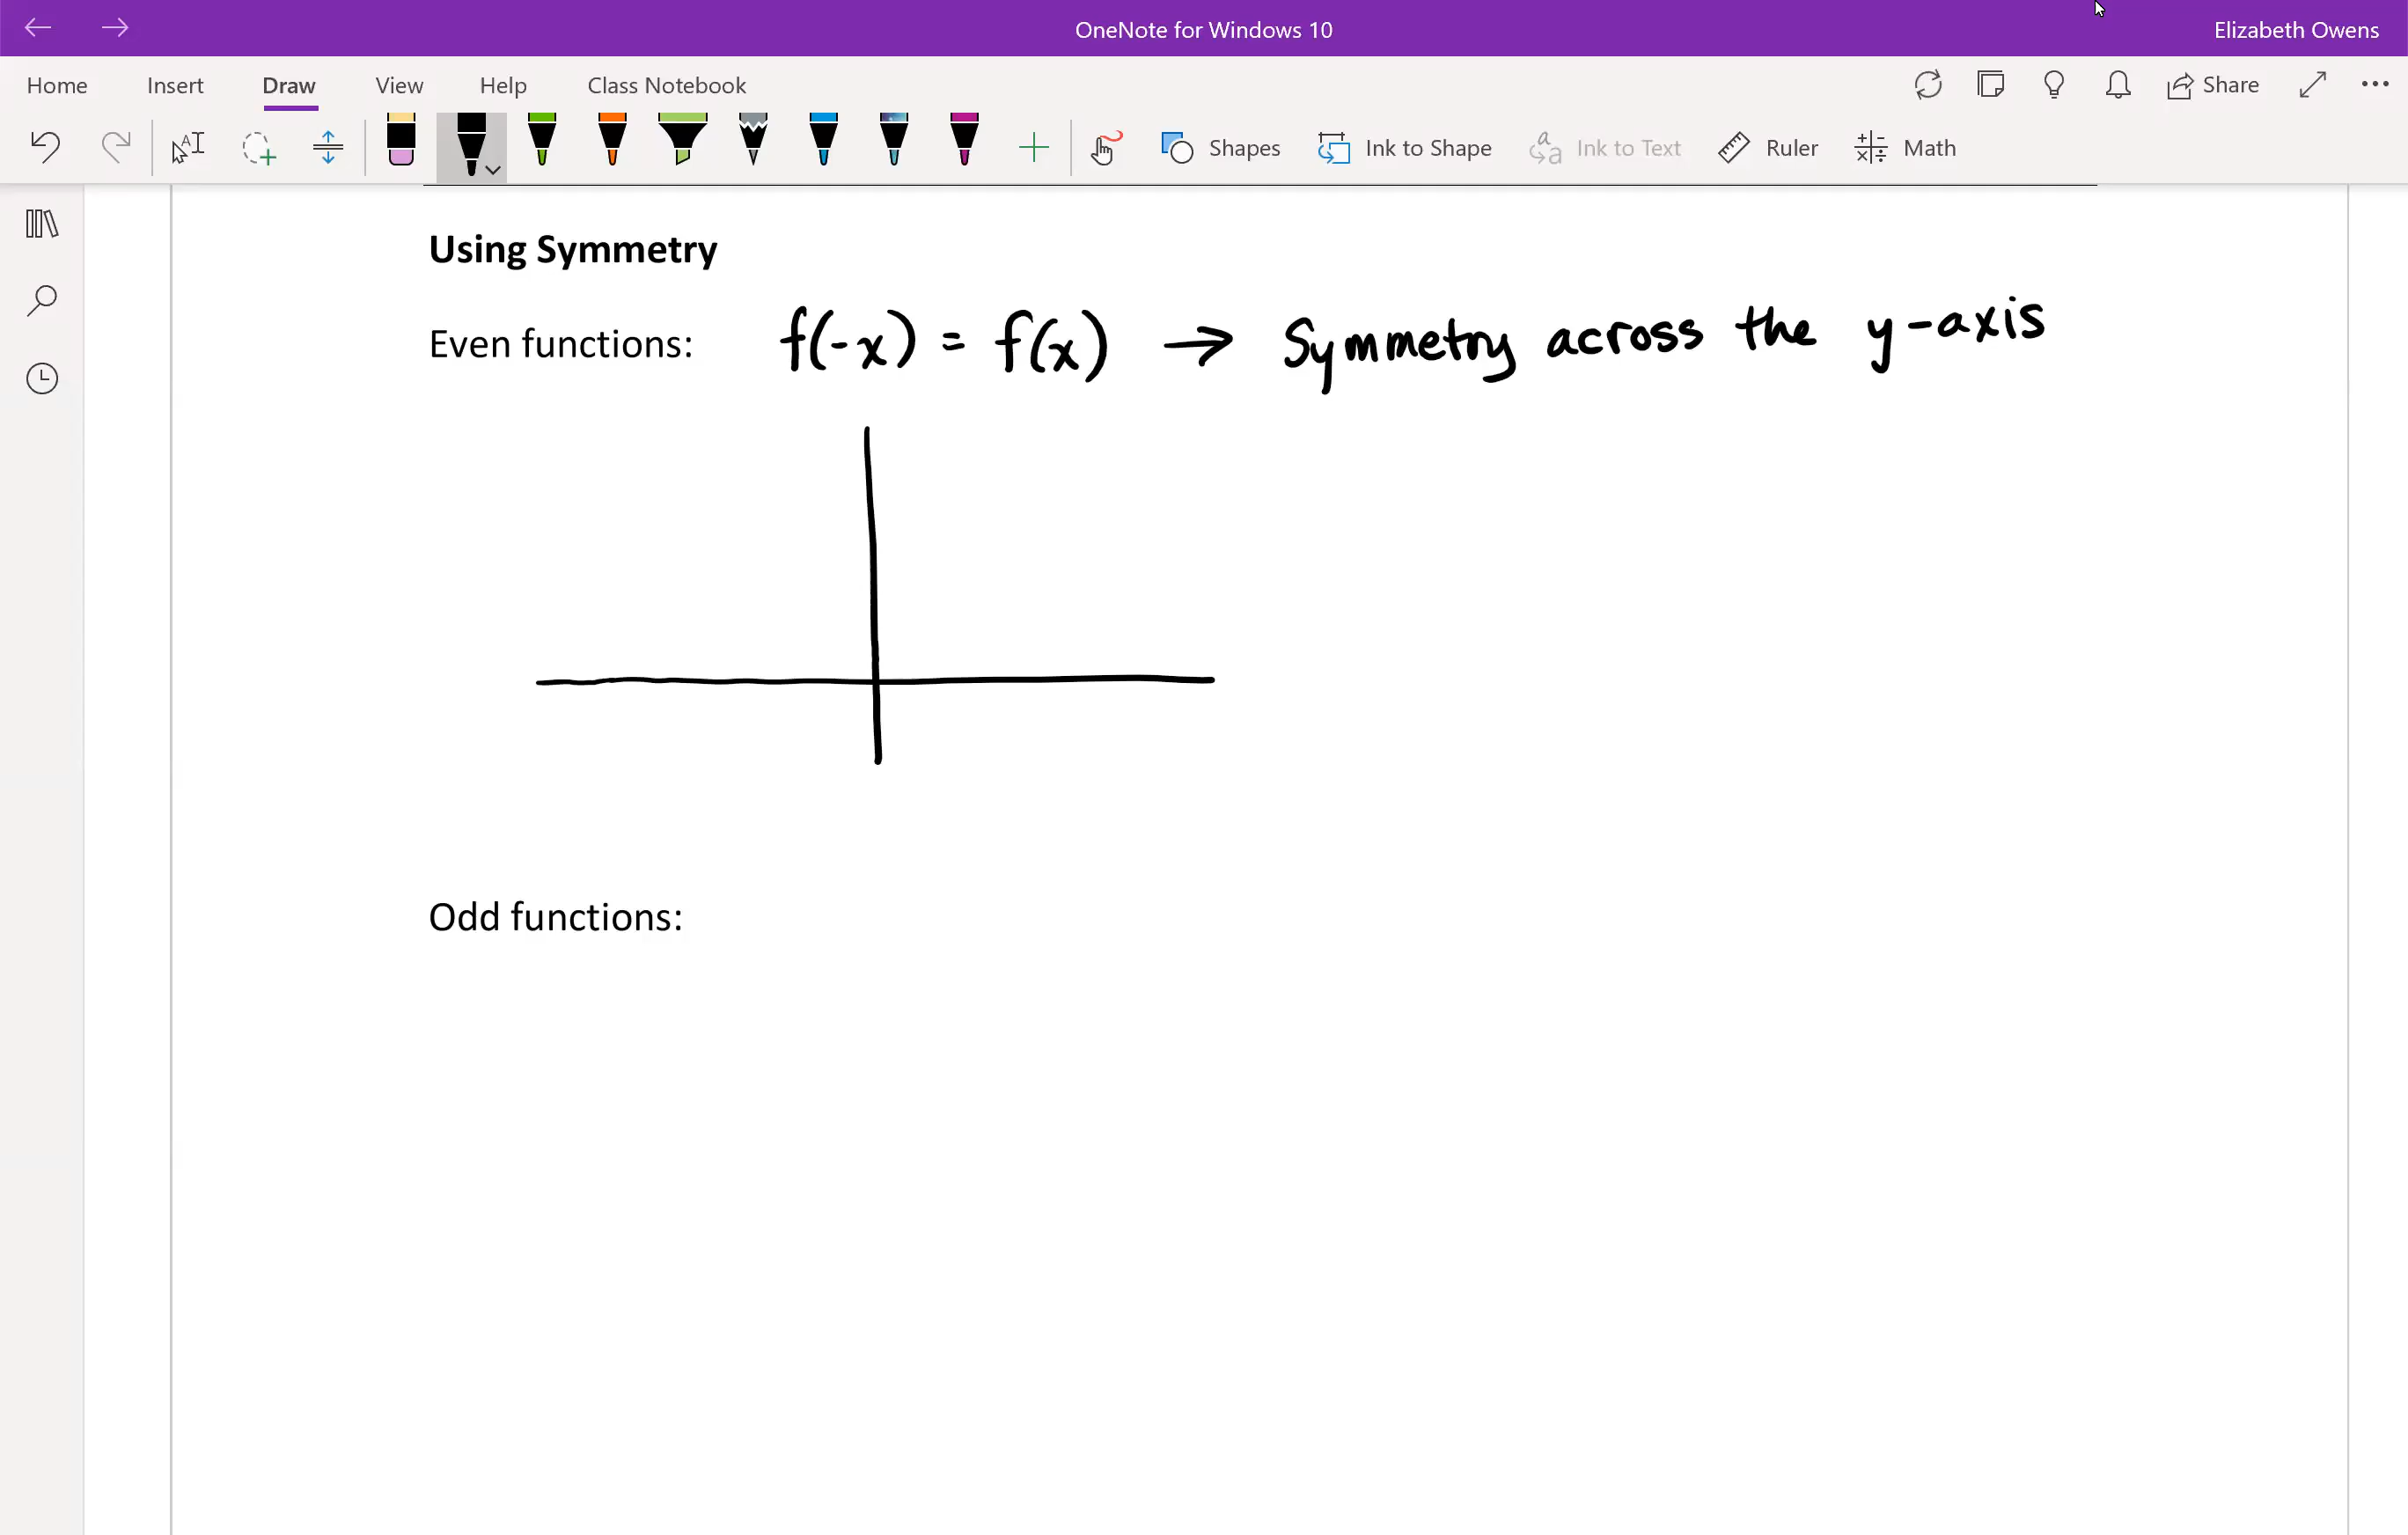 OneNote for Windows 10
Elizabeth Owens
Home Insert Draw View Help Class Notebook Share
Shapes Ink to Shape Ink to Text Ruler Math
Using Symmetry
Even functions: f(-x) = f(x) → Symmetry across the y-axis
Odd functions: